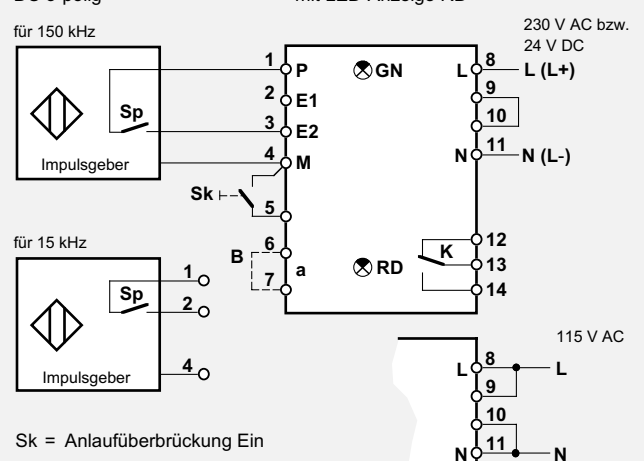 für 150 kHz
230 V AC bzw.
24 V DC
1 P
GN
L 8 L (L+)
2 E1
9
Sp
3 E2
10
Impulsgeber
4 M
N 11 N (L-)
Sk
5
für 15 kHz
12
B
6
K
13
a
7
RD
14
1
Sp
2
4
Impulsgeber
115 V AC
L 8 L
9
10
N 11 N
Sk = Anlaufüberbrückung Ein